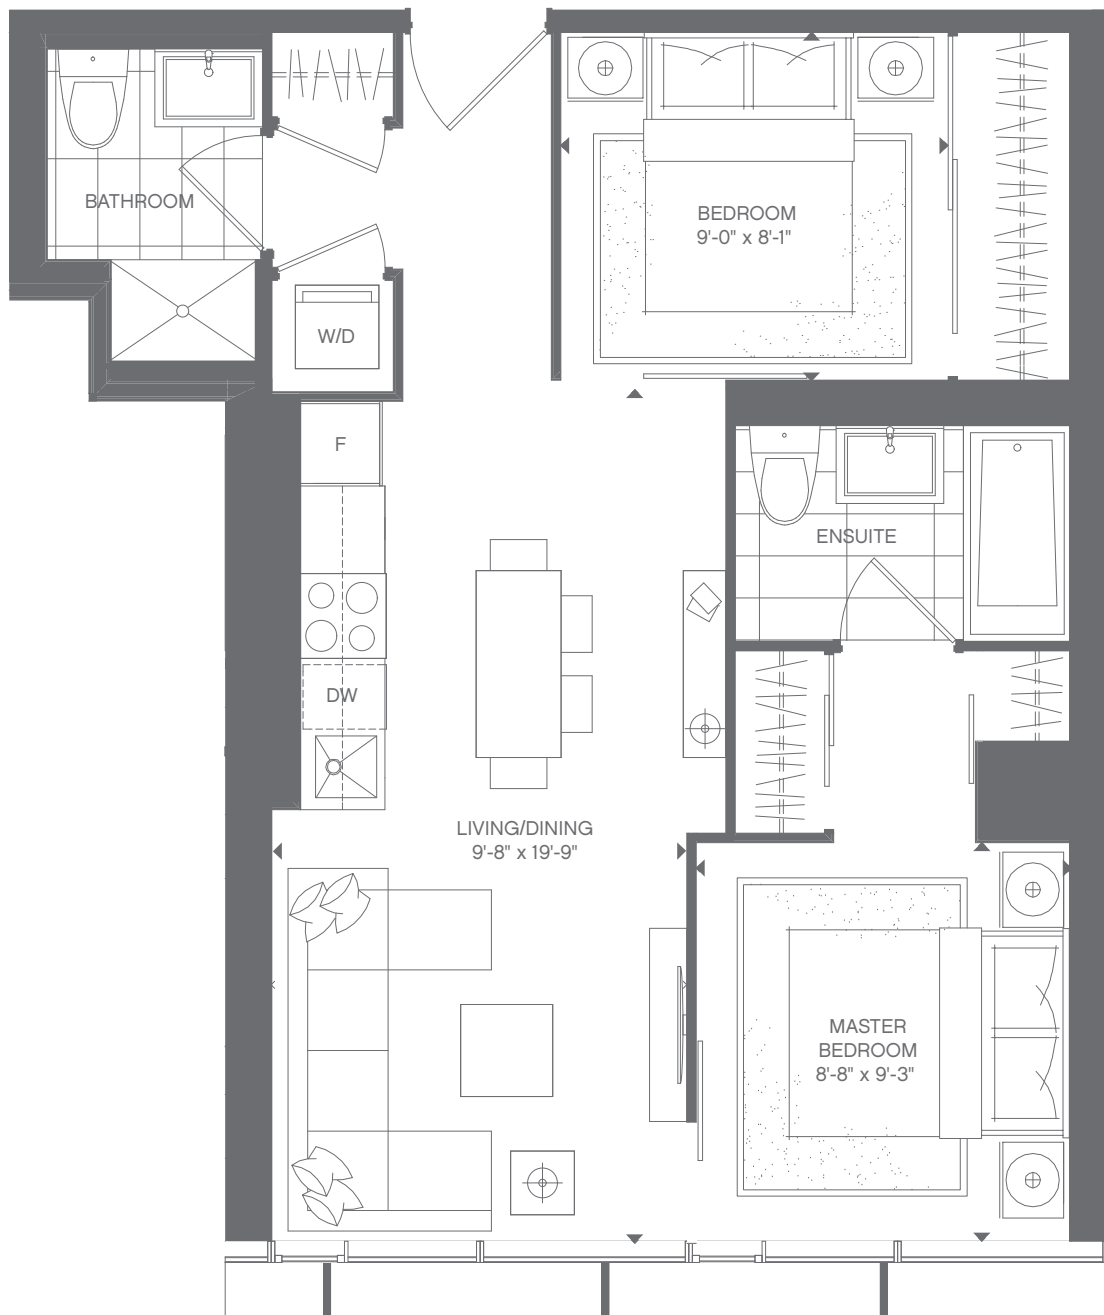 BATHROOM
BEDROOM
9'-0" x 8'-1"
W/D
F
ENSUITE
DW
LIVING/DINING
9'-8" x 19'-9"
MASTER
BEDROOM
8'-8" x 9'-3"